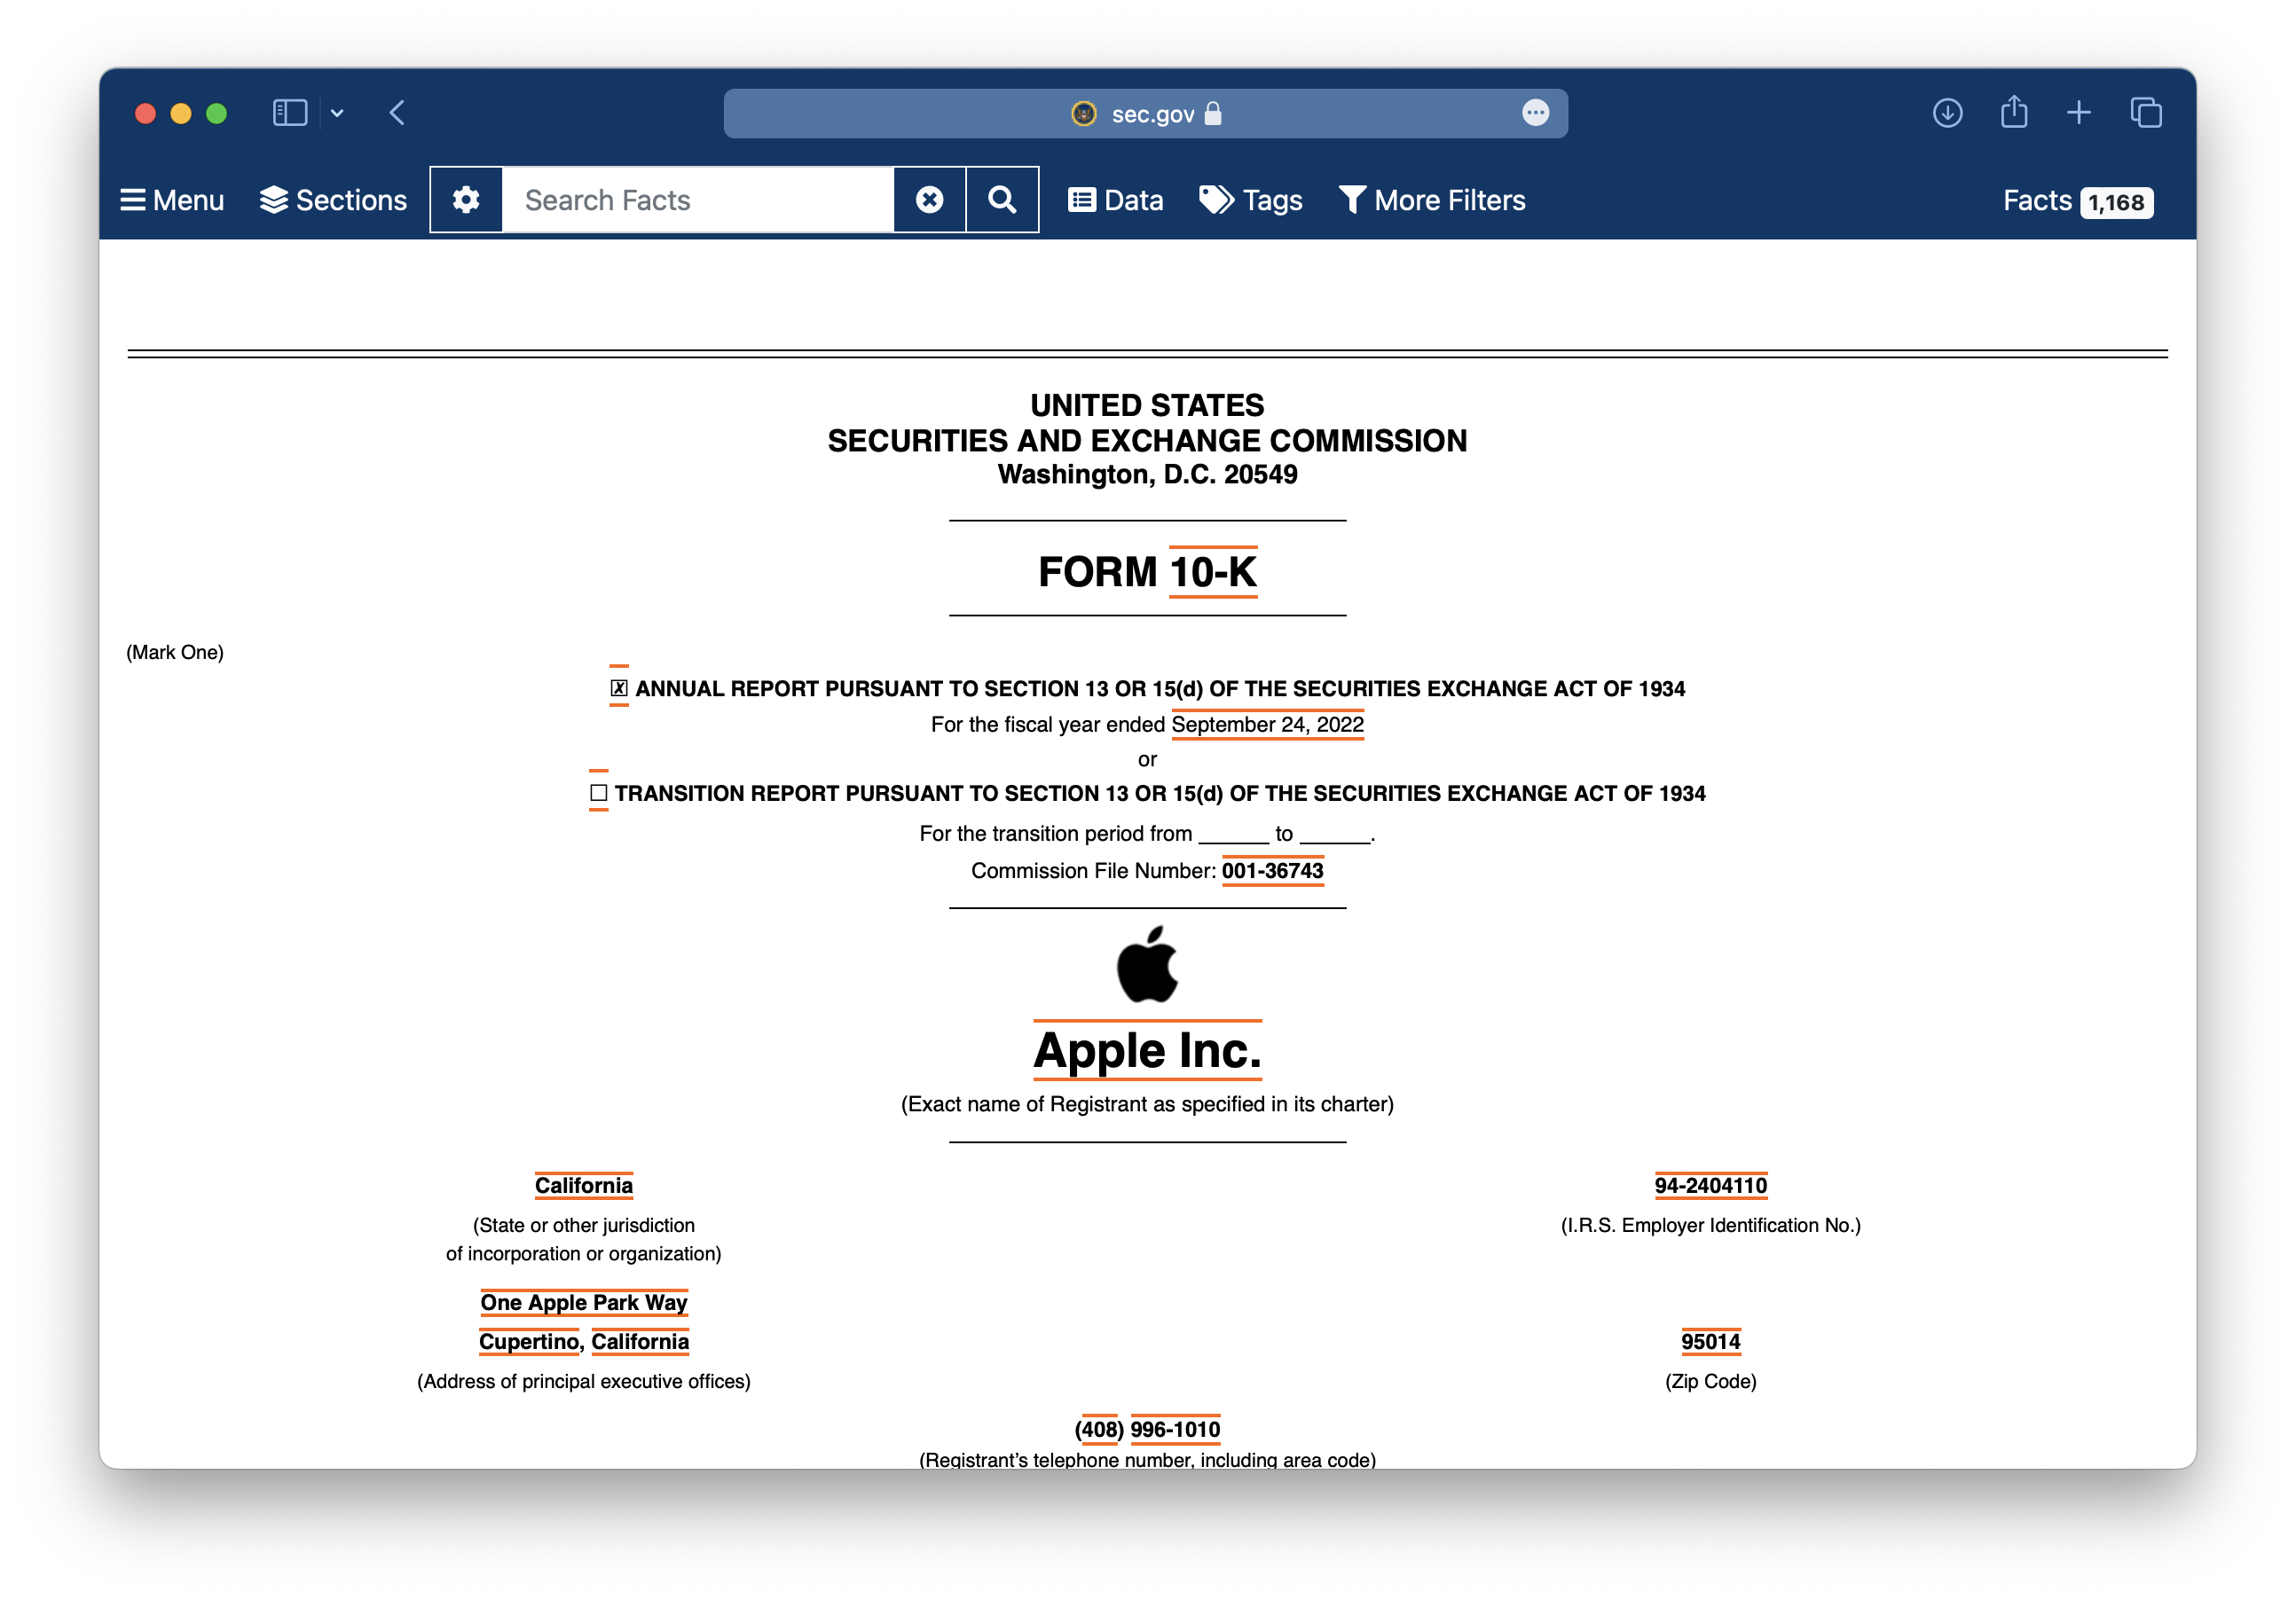 sec.gov
Menu Sections Search Facts Data Tags More Filters Facts 1,168
UNITED STATES
SECURITIES AND EXCHANGE COMMISSION
Washington, D.C. 20549
FORM 10-K
(Mark One)
☒ ANNUAL REPORT PURSUANT TO SECTION 13 OR 15(d) OF THE SECURITIES EXCHANGE ACT OF 1934
For the fiscal year ended September 24, 2022
or
☐ TRANSITION REPORT PURSUANT TO SECTION 13 OR 15(d) OF THE SECURITIES EXCHANGE ACT OF 1934
For the transition period from ______ to ______.
Commission File Number: 001-36743
Apple Inc.
(Exact name of Registrant as specified in its charter)
California 94-2404110
(State or other jurisdiction (I.R.S. Employer Identification No.)
of incorporation or organization)
One Apple Park Way
Cupertino, California 95014
(Address of principal executive offices) (Zip Code)
(408) 996-1010
(Registrant’s telephone number, including area code)